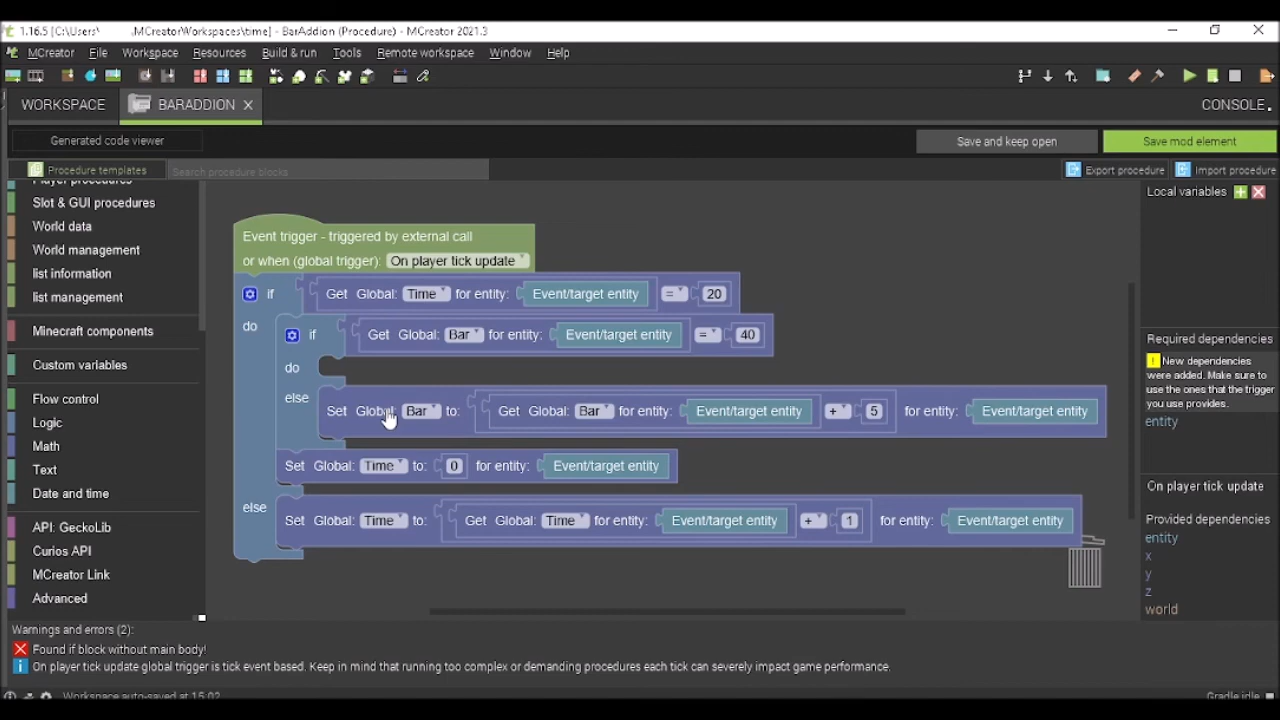 1.16.5 [C:\Users\ .MCreatorWorkspaces\time] - BarAddion (Procedure) - MCreator 2021.3
MCreator File Workspace Resources Build & run Tools Remote workspace Window Help
WORKSPACE BARADDION × CONSOLE
Generated code viewer Save and keep open Save mod element
Procedure templates Search procedure blocks Export procedure Import procedure
Player procedures
Slot & GUI procedures
World data
World management
list information
list management
Minecraft components
Custom variables
Flow control
Logic
Math
Text
Date and time
API: GeckoLib
Curios API
MCreator Link
Advanced
Event trigger - triggered by external call
or when (global trigger): On player tick update
if Get Global: Time for entity: Event/target entity = 20
do if Get Global: Bar for entity: Event/target entity = 40
do
else Set Global: Bar to: Get Global: Bar for entity: Event/target entity + 5 for entity: Event/target entity
Set Global: Time to: 0 for entity: Event/target entity
else Set Global: Time to: Get Global: Time for entity: Event/target entity + 1 for entity: Event/target entity
Local variables
Required dependencies
! New dependencies
were added. Make sure to
use the ones that the trigger
you use provides.
entity
On player tick update
Provided dependencies
entity
x
y
z
world
Warnings and errors (2):
Found if block without main body!
On player tick update global trigger is tick event based. Keep in mind that running too complex or demanding procedures each tick can severely impact game performance.
Workspace auto-saved at 15:02 Gradle idle